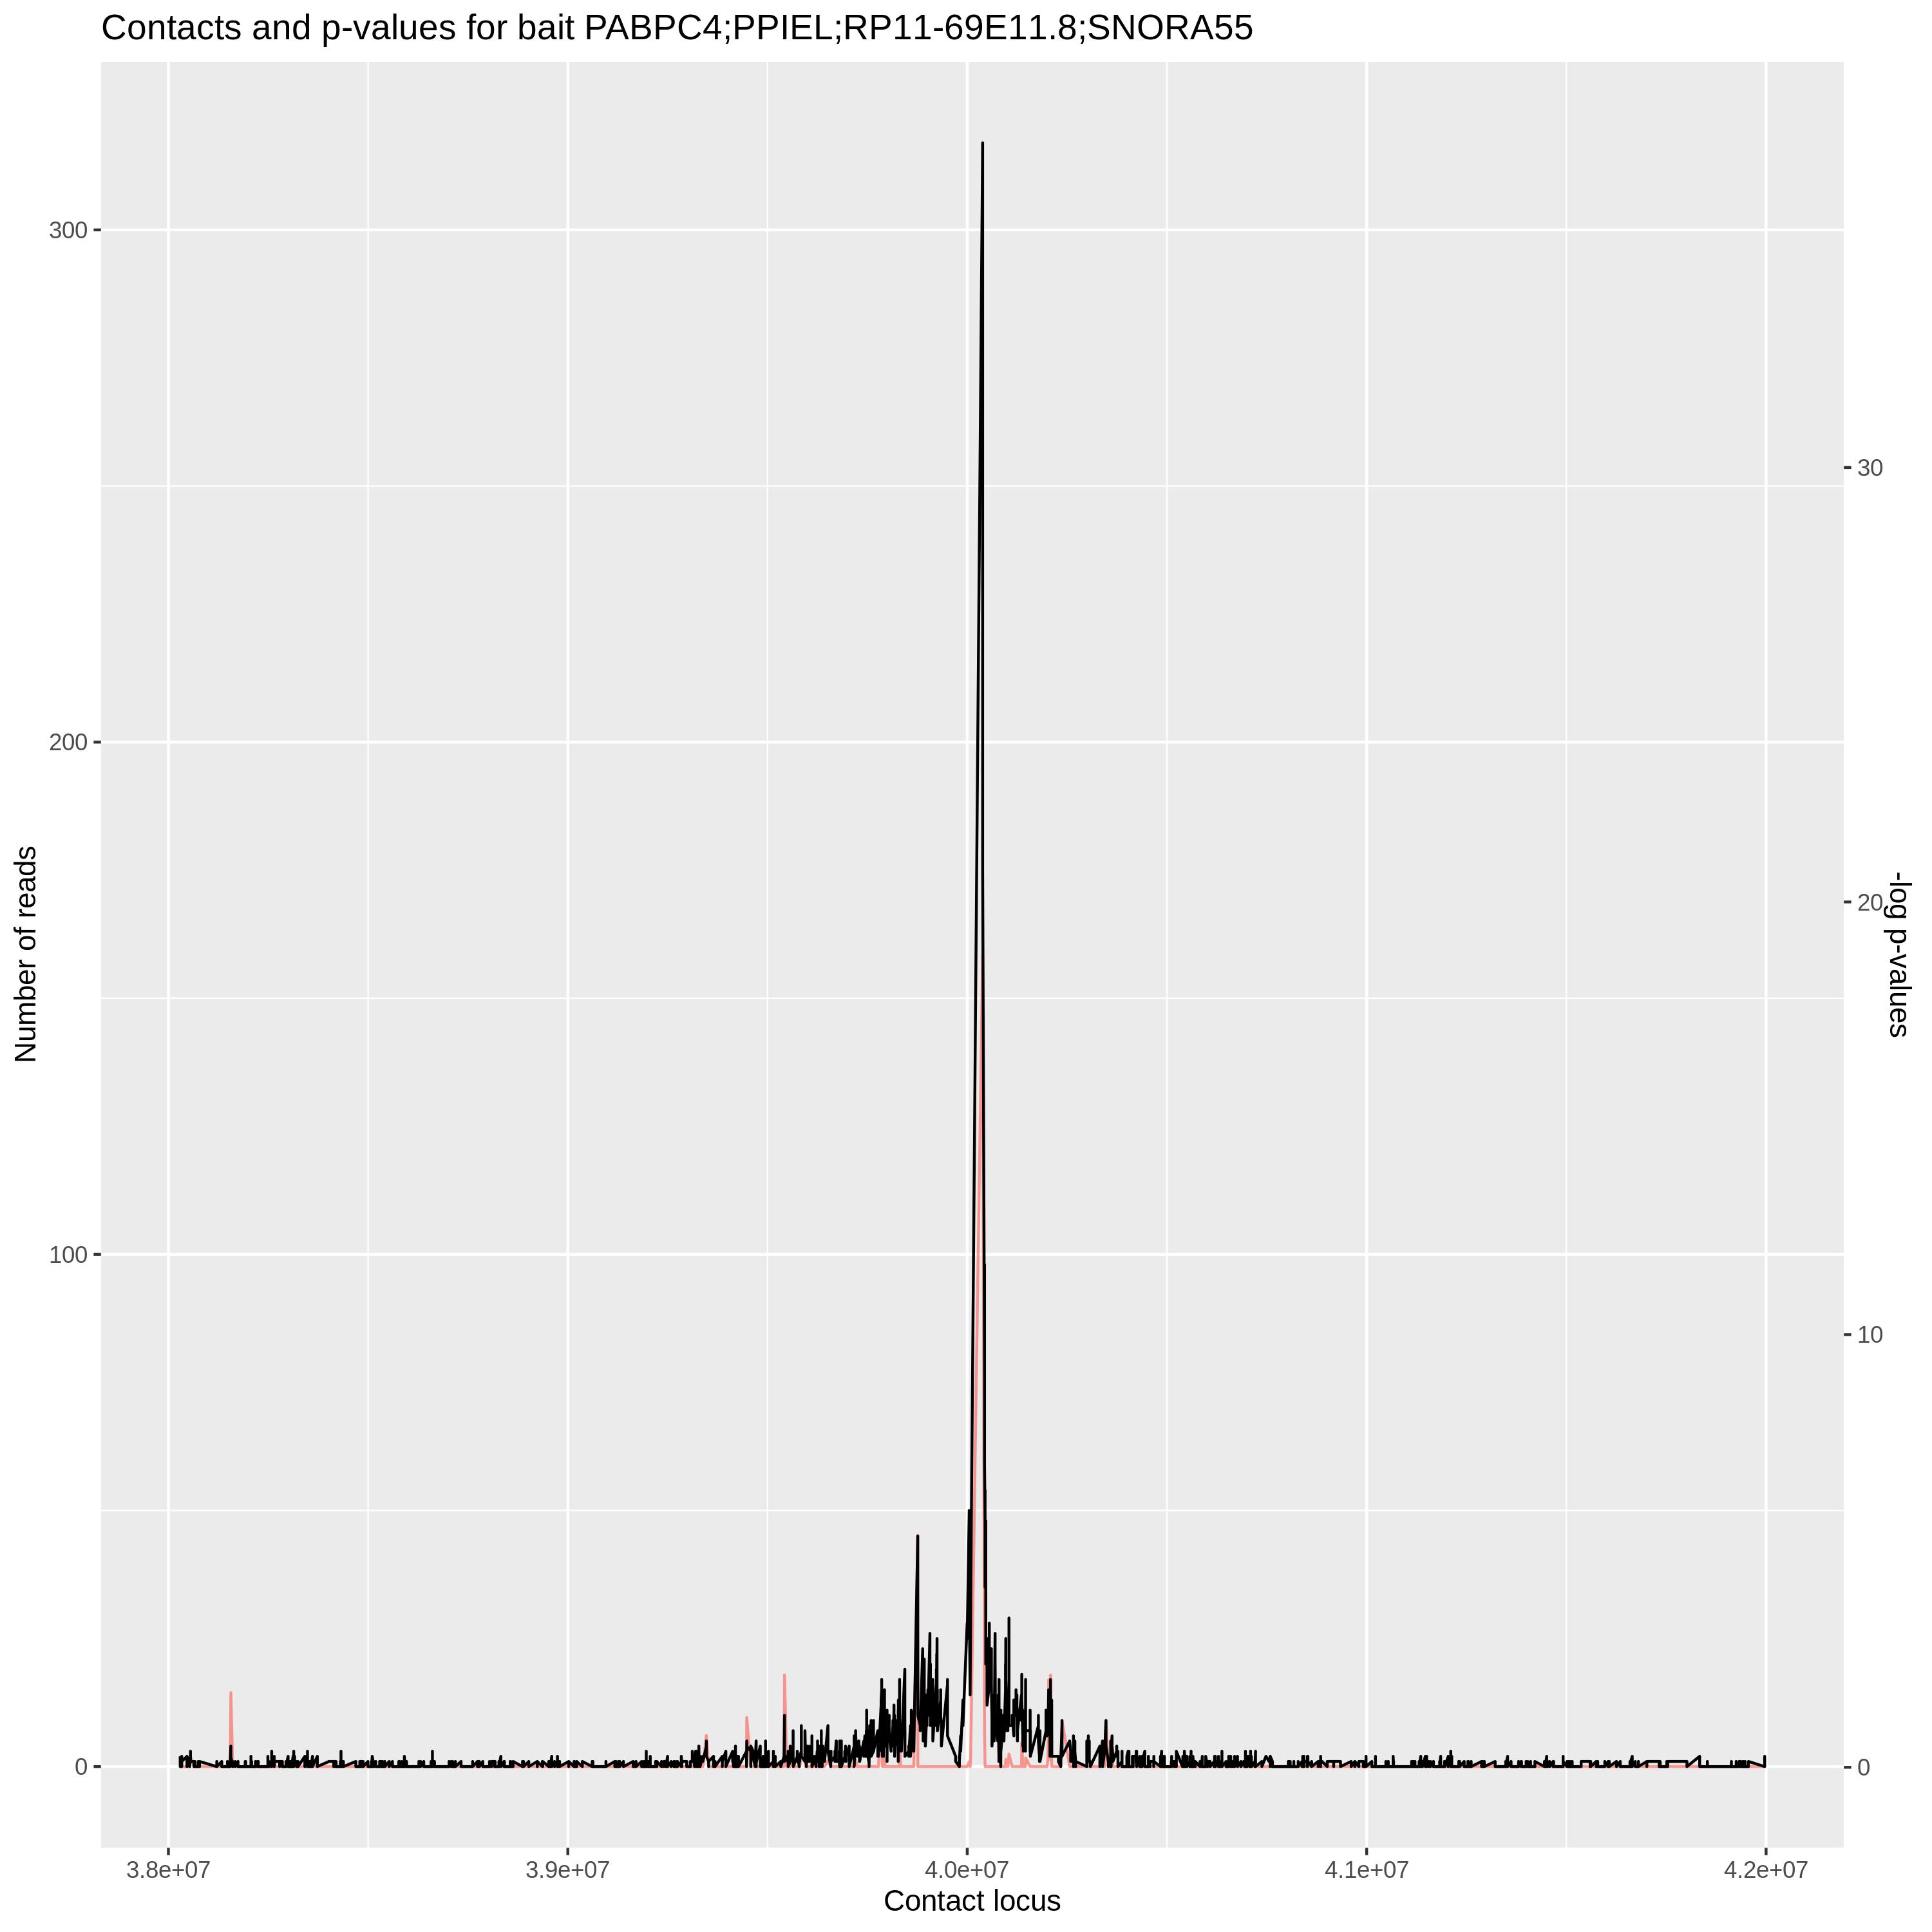 Contacts and p-values for bait PABPC4;PPIEL;RP11-69E11.8;SNORA55
300
200
100
0
Number of reads
30
20
10
0
-log p-values
3.8e+07 3.9e+07 4.0e+07 4.1e+07 4.2e+07
Contact locus